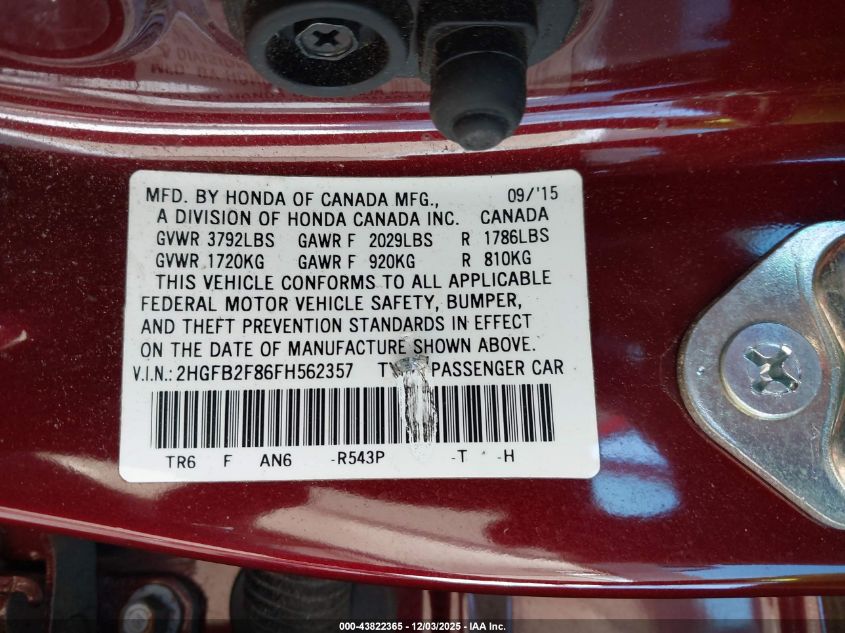 MFD. BY HONDA OF CANADA MFG., 09/'15
A DIVISION OF HONDA CANADA INC. CANADA
GVWR 3792LBS GAWR F 2029LBS R 1786LBS
GVWR 1720KG GAWR F 920KG R 810KG
THIS VEHICLE CONFORMS TO ALL APPLICABLE
FEDERAL MOTOR VEHICLE SAFETY, BUMPER,
AND THEFT PREVENTION STANDARDS IN EFFECT
ON THE DATE OF MANUFACTURE SHOWN ABOVE.
V.I.N.: 2HGFB2F86FH562357 PASSENGER CAR
TR6 F AN6 -R543P -T -H
000-43822365 - 12/03/2025 - IAA Inc.